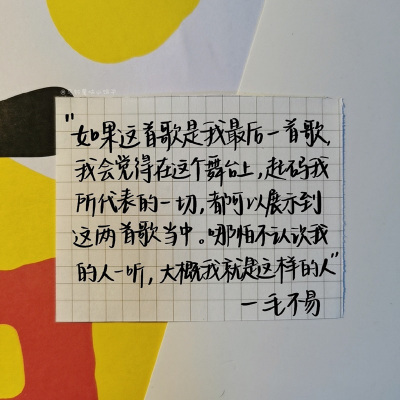 "如果这首歌是我最后一首歌,
我会觉得在这个舞台上,起码我
所代表的一切,都可以展示到
这两首歌当中。哪怕不认识我
的人一听,大概我就是这样的人"
—毛不易